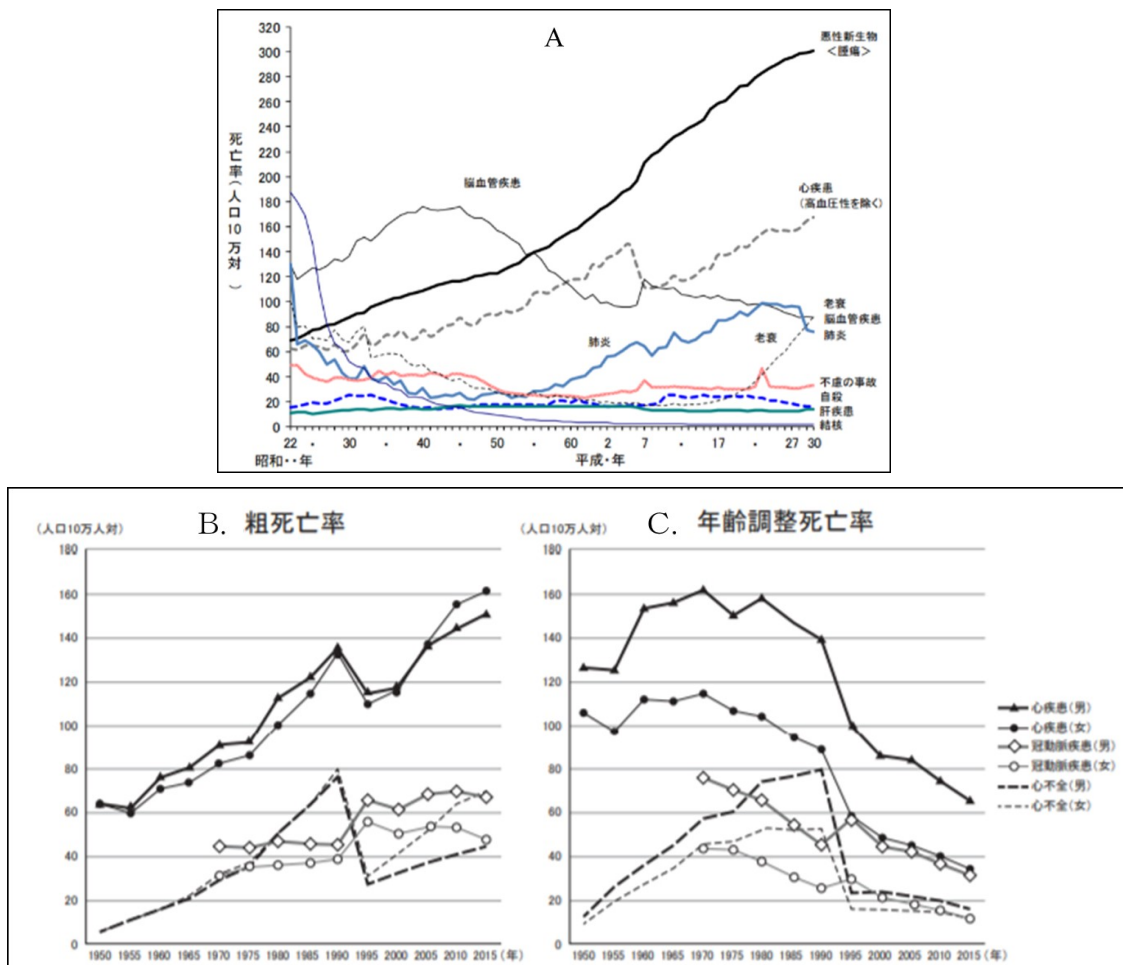 A
悪性新生物
<腫瘍>
320
300
280
260
240
220
200
180
160
140
120
100
80
60
40
20
0
死亡率(人口10万対)
脳血管疾患
心疾患
(高血圧性を除く)
老衰
脳血管疾患
肺炎
肺炎
老衰
不慮の事故
自殺
肝疾患
結核
22 ・ 30 ・ 40 ・ 50 ・ 60 2 7 ・ 17 ・ 27 30
昭和・・年 平成・年
(人口10万人対) B. 粗死亡率
180
160
140
120
100
80
60
40
20
0
1950 1955 1960 1965 1970 1975 1980 1985 1990 1995 2000 2005 2010 2015 (年)
(人口10万人対) C. 年齢調整死亡率
180
160
140
120
100
80
60
40
20
0
1950 1955 1960 1965 1970 1975 1980 1985 1990 1995 2000 2005 2010 2015 (年)
心疾患(男)
心疾患(女)
冠動脈疾患(男)
冠動脈疾患(女)
心不全(男)
心不全(女)